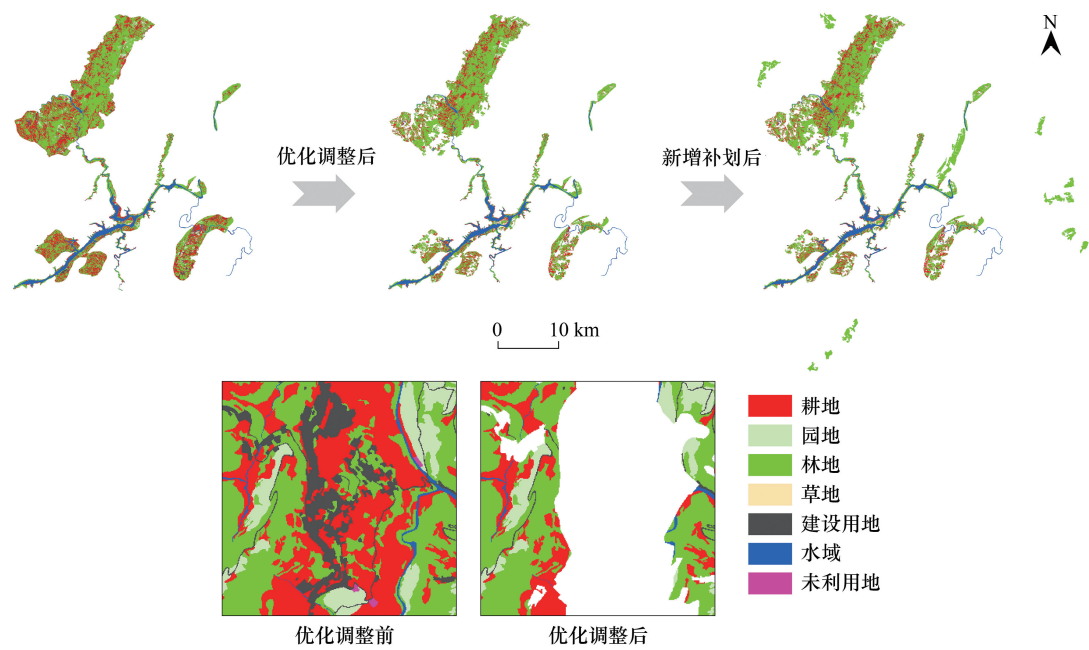 N
优化调整后
新增补划后
0 10 km
耕地
园地
林地
草地
建设用地
水域
未利用地
优化调整前
优化调整后